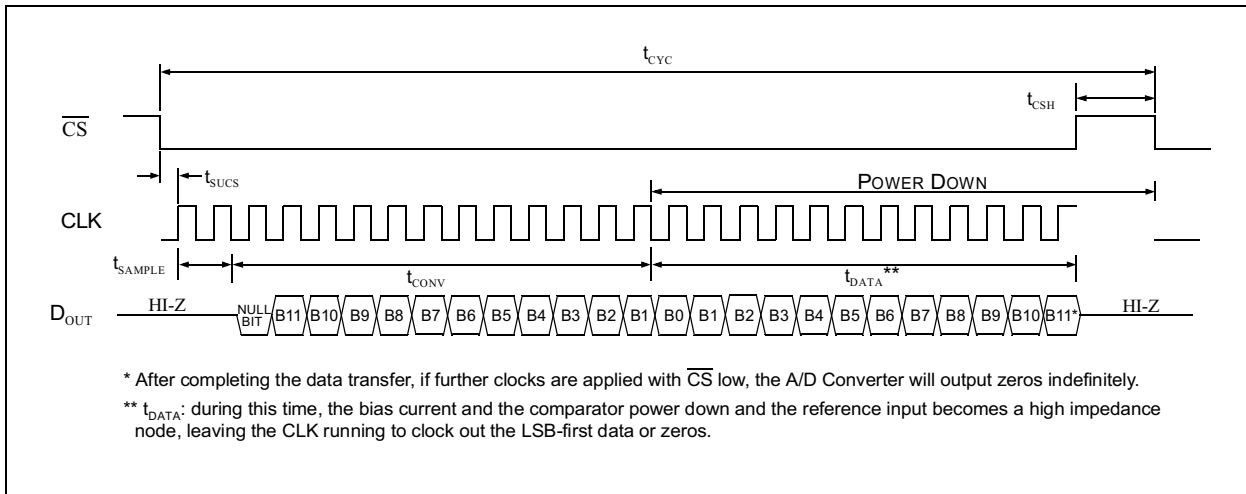 tCYC
tCSH
CS
tSUCS
POWER DOWN
CLK
tSAMPLE
tCONV
tDATA**
DOUT
HI-Z
NULL BIT
B11 B10 B9 B8 B7 B6 B5 B4 B3 B2 B1 B0 B1 B2 B3 B4 B5 B6 B7 B8 B9 B10 B11*
HI-Z
* After completing the data transfer, if further clocks are applied with CS low, the A/D Converter will output zeros indefinitely.
** tDATA: during this time, the bias current and the comparator power down and the reference input becomes a high impedance
node, leaving the CLK running to clock out the LSB-first data or zeros.